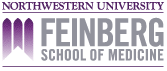 NORTHWESTERN UNIVERSITY
FEINBERG
SCHOOL OF MEDICINE